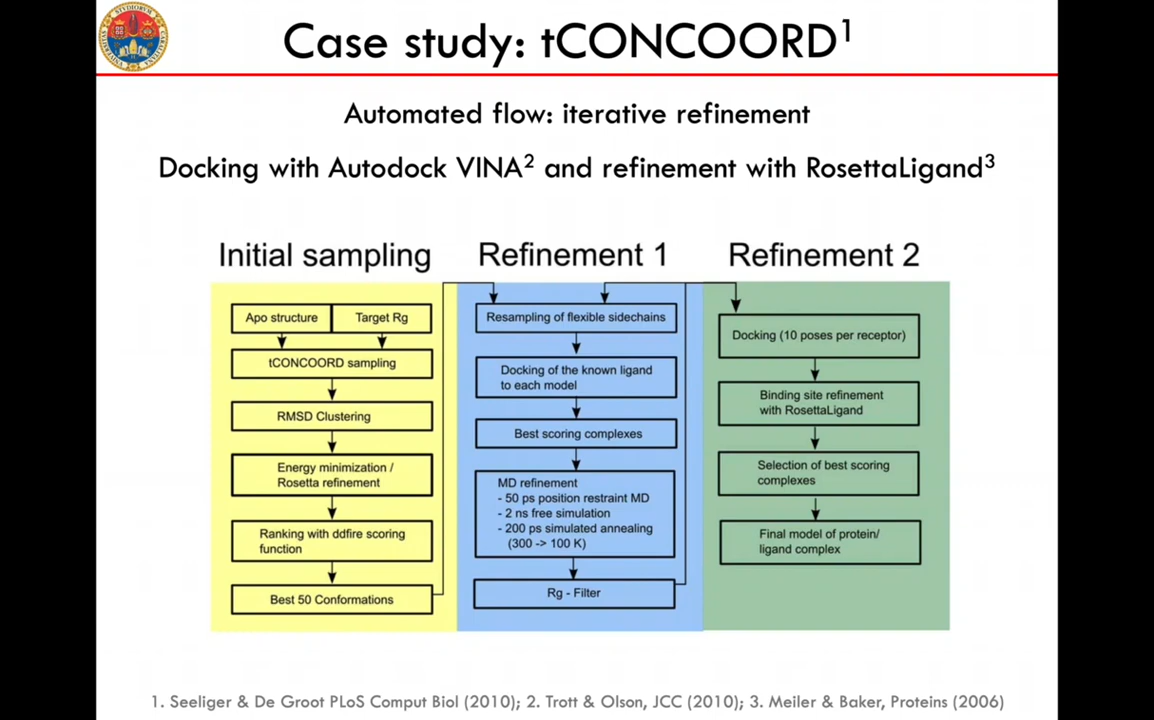 Case study: tCONCOORD1
Automated flow: iterative refinement
Docking with Autodock VINA2 and refinement with RosettaLigand3
Initial sampling
Apo structure
Target Rg
tCONCOORD sampling
RMSD Clustering
Energy minimization /
Rosetta refinement
Ranking with ddfire scoring
function
Best 50 Conformations
Refinement 1
Resampling of flexible sidechains
Docking of the known ligand
to each model
Best scoring complexes
MD refinement
- 50 ps position restraint MD
- 2 ns free simulation
- 200 ps simulated annealing
(300 -> 100 K)
Rg - Filter
Refinement 2
Docking (10 poses per receptor)
Binding site refinement
with RosettaLigand
Selection of best scoring
complexes
Final model of protein/
ligand complex
1. Seeliger & De Groot PLoS Comput Biol (2010); 2. Trott & Olson, JCC (2010); 3. Meiler & Baker, Proteins (2006)